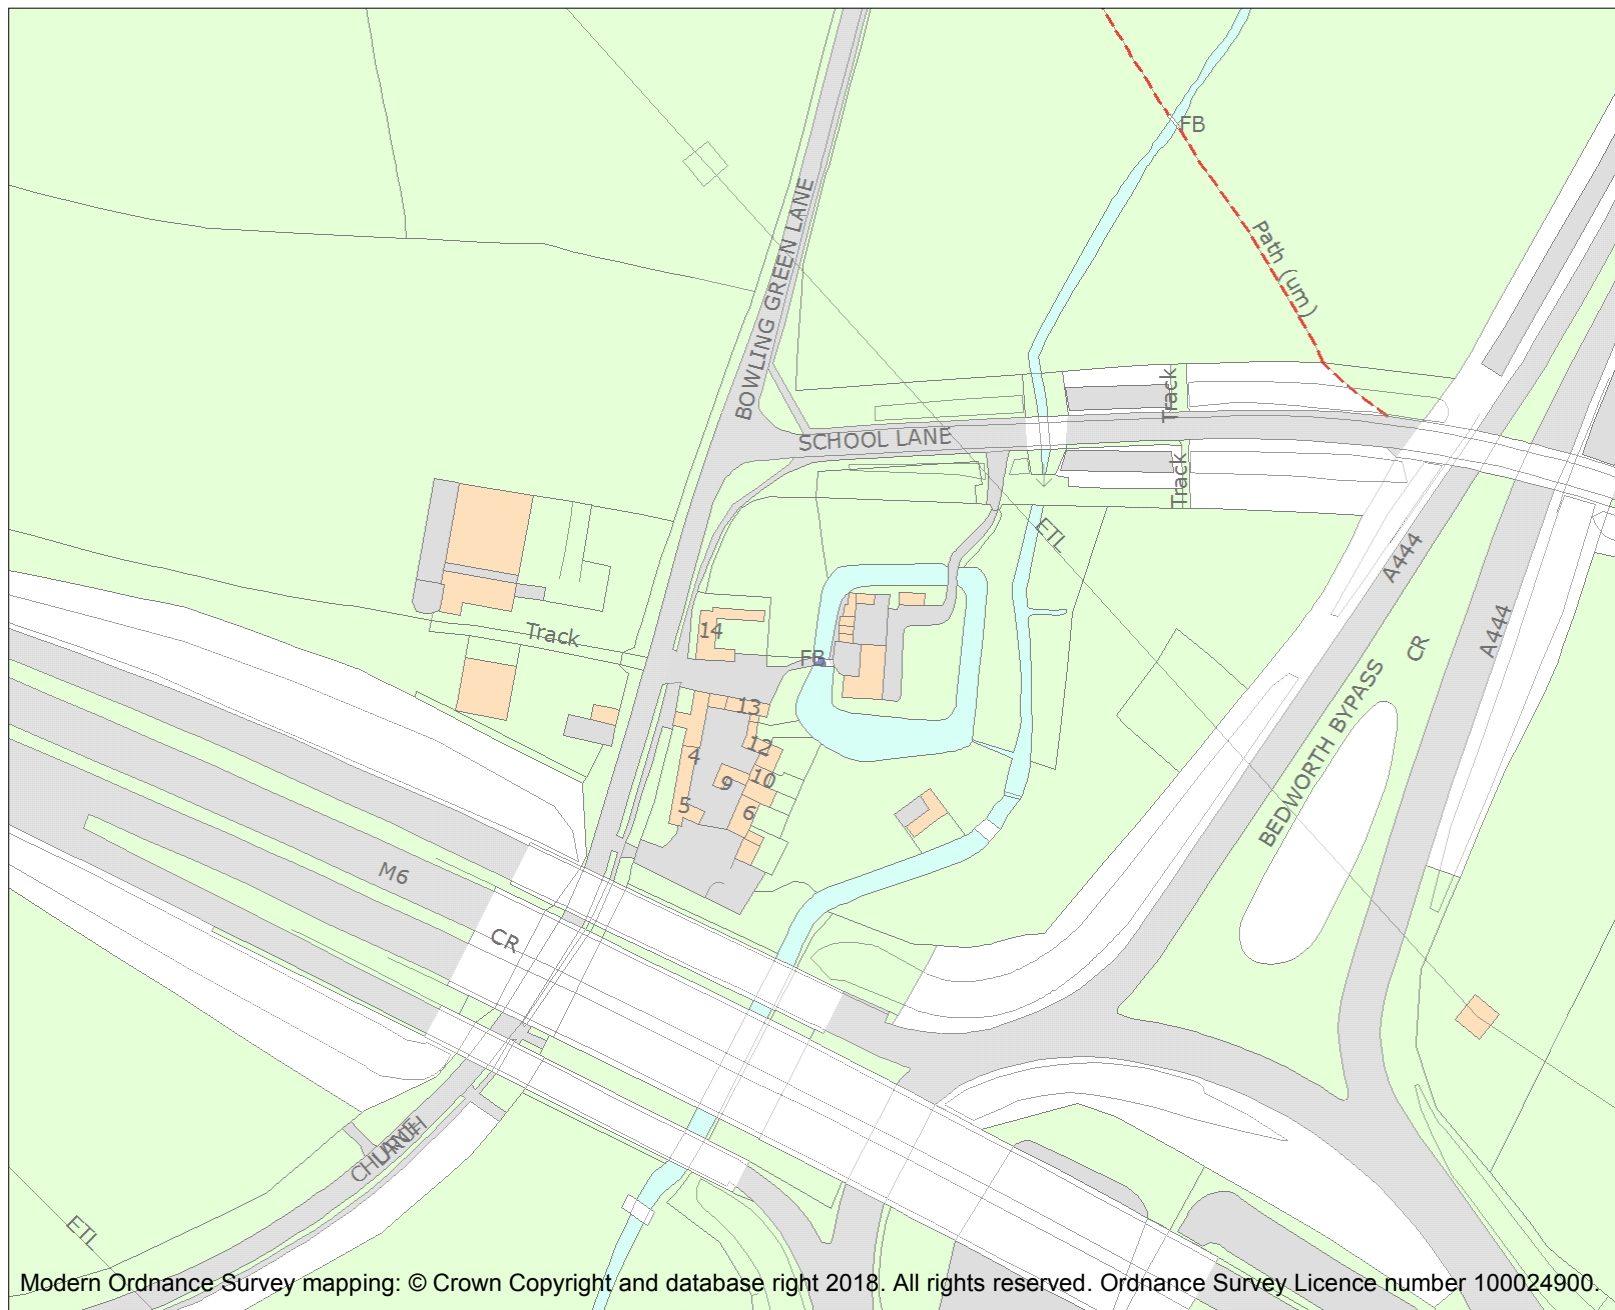 FB
BOWLING GREEN LANE
Path (um)
Track
SCHOOL LANE
Track
ETL
A444
A444
14
Track
FB
CR
13
12
4
9
10
5
6
BEDWORTH BYPASS
M6
CR
CHURCH
LANE
ETL
Modern Ordnance Survey mapping: © Crown Copyright and database right 2018. All rights reserved. Ordnance Survey Licence number 100024900.